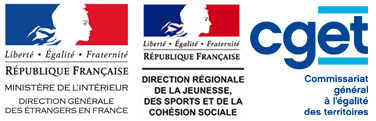 Liberté • Égalité • Fraternité
RÉPUBLIQUE FRANÇAISE
MINISTÈRE DE L'INTÉRIEUR
DIRECTION GÉNÉRALE
DES ÉTRANGERS EN FRANCE
Liberté • Égalité • Fraternité
RÉPUBLIQUE FRANÇAISE
DIRECTION RÉGIONALE
DE LA JEUNESSE,
DES SPORTS ET DE LA
COHÉSION SOCIALE
cget
Commissariat
général
à l'égalité
des territoires